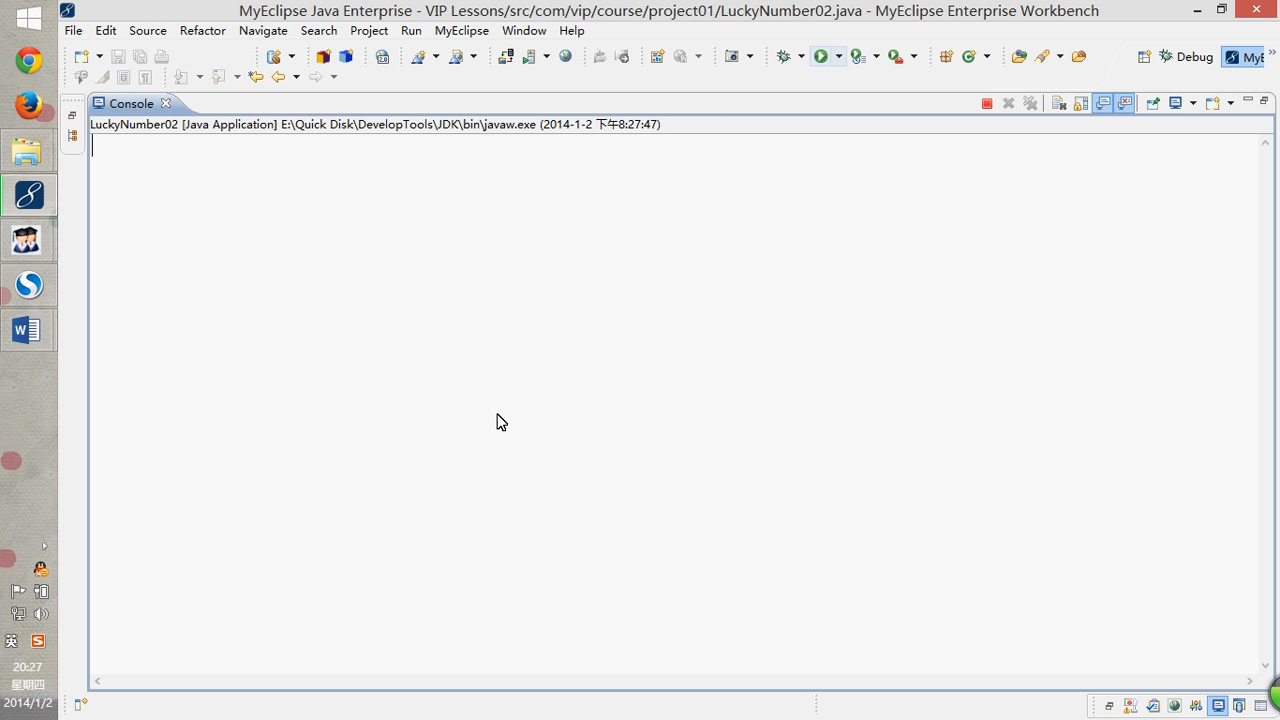 MyEclipse Java Enterprise - VIP Lessons/src/com/vip/course/project01/LuckyNumber02.java - MyEclipse Enterprise Workbench
File Edit Source Refactor Navigate Search Project Run MyEclipse Window Help
Debug MyE
Console
LuckyNumber02 [Java Application] E:\Quick Disk\DevelopTools\JDK\bin\javaw.exe (2014-1-2 下午8:27:47)
英
20:27
星期四
2014/1/2